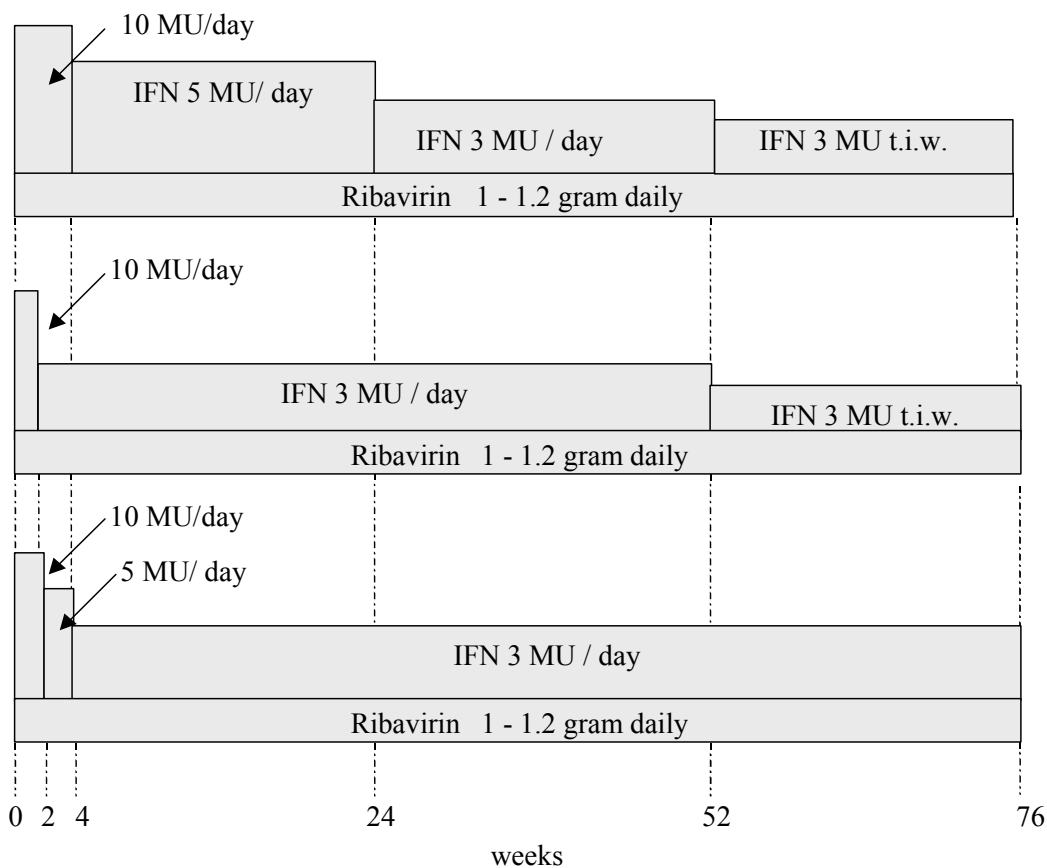 10 MU/day
IFN 5 MU/ day
IFN 3 MU / day
IFN 3 MU t.i.w.
Ribavirin 1 - 1.2 gram daily
10 MU/day
IFN 3 MU / day
IFN 3 MU t.i.w.
Ribavirin 1 - 1.2 gram daily
10 MU/day
5 MU/ day
IFN 3 MU / day
Ribavirin 1 - 1.2 gram daily
0 2 4 24 52 76
weeks